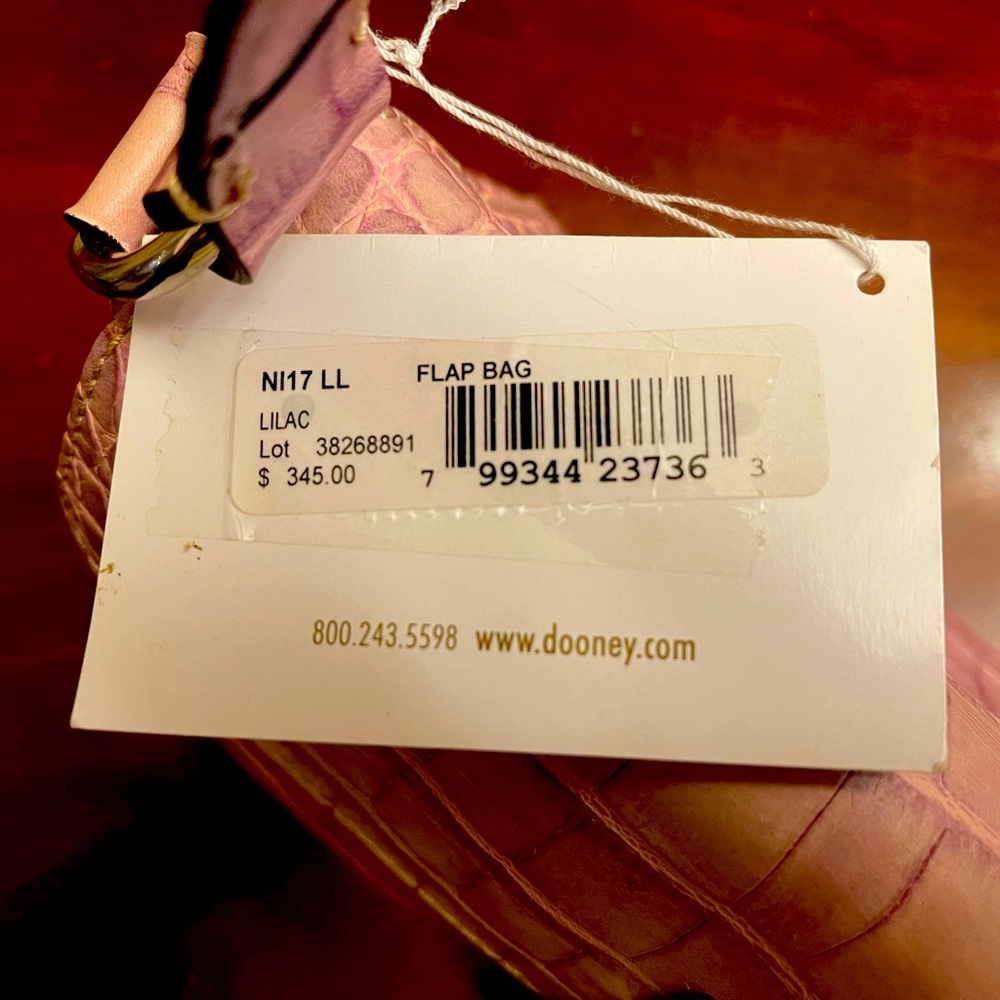 NI17 LL FLAP BAG
LILAC
Lot 38268891
$ 345.00
7 99344 23736 3
800.243.5598 www.dooney.com